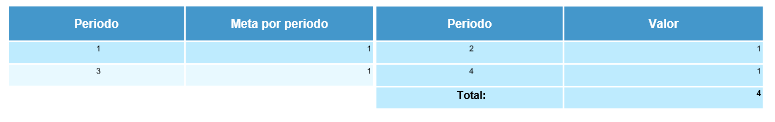 Periodo Meta por periodo Periodo Valor
1 1 2 1
3 1 4 1
Total: 4